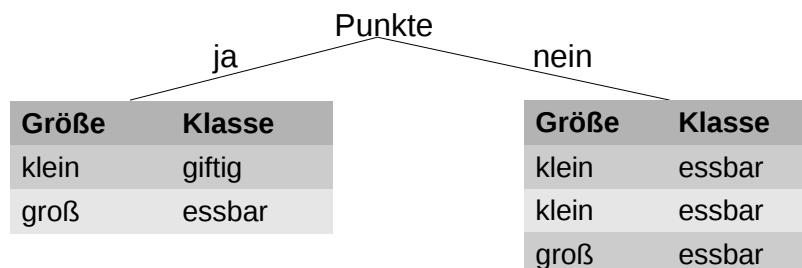 Punkte
ja nein
Größe Klasse
klein giftig
groß essbar
Größe Klasse
klein essbar
klein essbar
groß essbar